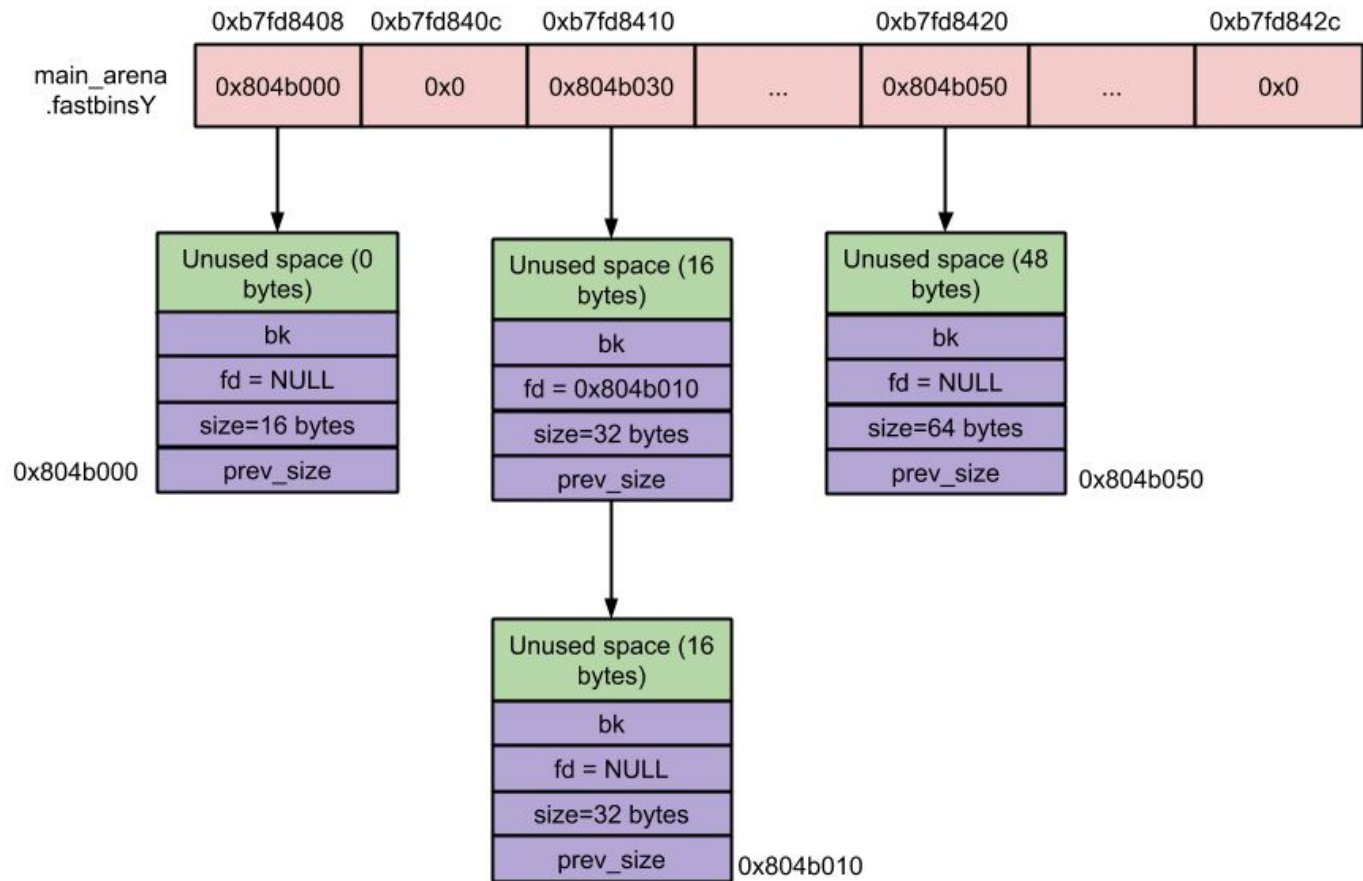 0xb7fd8408 0xb7fd840c 0xb7fd8410 0xb7fd8420 0xb7fd842c
main_arena
.fastbinsY
0x804b000 0x0 0x804b030 ... 0x804b050 ... 0x0
Unused space (0
bytes)
bk
fd = NULL
size=16 bytes
prev_size
0x804b000
Unused space (16
bytes)
bk
fd = 0x804b010
size=32 bytes
prev_size
Unused space (48
bytes)
bk
fd = NULL
size=64 bytes
prev_size
0x804b050
Unused space (16
bytes)
bk
fd = NULL
size=32 bytes
prev_size
0x804b010